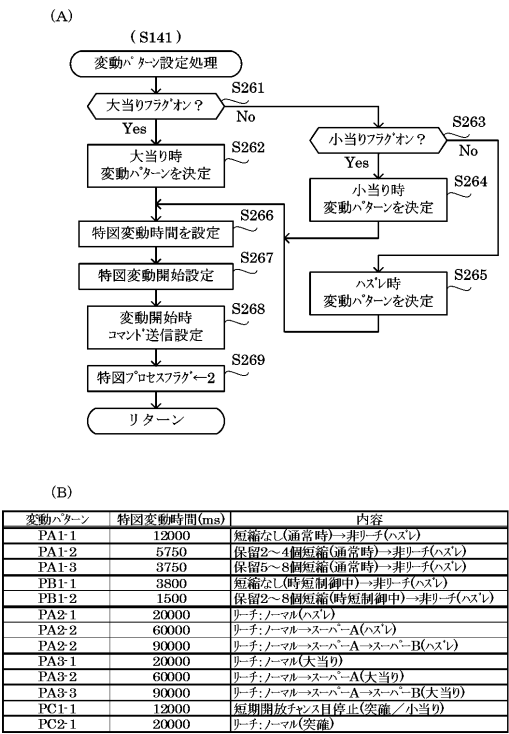 (A)
(S141)
変動パターン設定処理
S261
大当りフラグオン？
No
Yes
S262
大当り時
変動パターンを決定
S263
小当りフラグオン？
No
Yes
S264
小当り時
変動パターンを決定
S265
ハズレ時
変動パターンを決定
S266
特図変動時間を設定
S267
特図変動開始設定
S268
変動開始時
コマンド送信設定
S269
特図プロセスフラグ←2
リターン
(B)
変動パターン 特図変動時間(ms) 内容
PA1-1 12000 短縮なし(通常時)→非リーチ(ハズレ)
PA1-2 5750 保留2～4個短縮(通常時)→非リーチ(ハズレ)
PA1-3 3750 保留5～8個短縮(通常時)→非リーチ(ハズレ)
PB1-1 3800 短縮なし(時短制御中)→非リーチ(ハズレ)
PB1-2 1500 保留2～8個短縮(時短制御中)→非リーチ(ハズレ)
PA2-1 20000 リーチ:ノーマル(ハズレ)
PA2-2 60000 リーチ:ノーマル→スーパーA(ハズレ)
PA2-2 90000 リーチ:ノーマル→スーパーA→スーパーB(ハズレ)
PA3-1 20000 リーチ:ノーマル(大当り)
PA3-2 60000 リーチ:ノーマル→スーパーA(大当り)
PA3-3 90000 リーチ:ノーマル→スーパーA→スーパーB(大当り)
PC1-1 12000 短期開放チャンス目停止(突確／小当り)
PC2-1 20000 リーチ:ノーマル(突確)